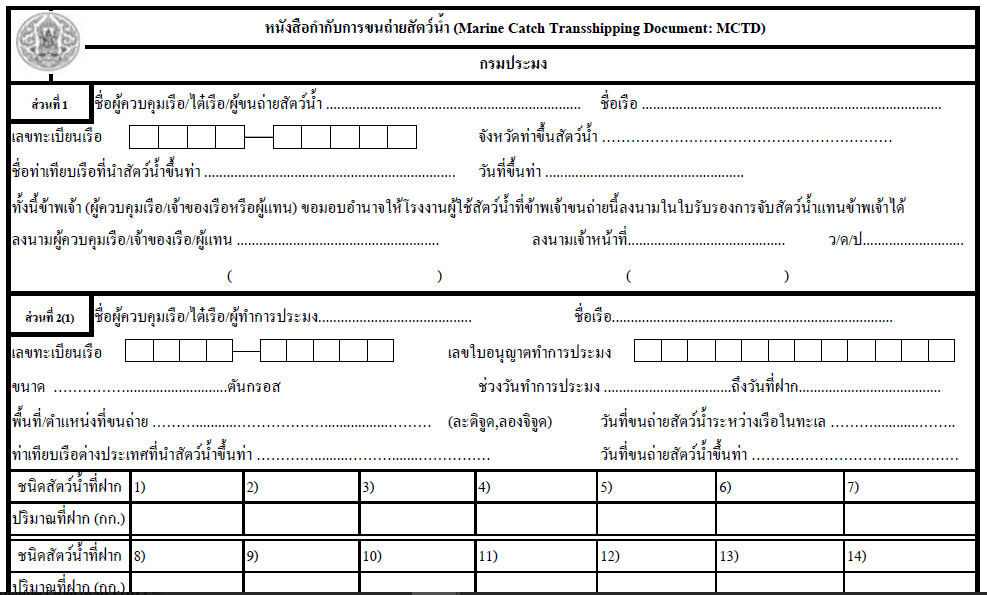 หนังสือกำกับการขนถ่ายสัตว์น้ำ (Marine Catch Transshipping Document: MCTD)
กรมประมง
ส่วนที่ 1 ชื่อผู้ควบคุมเรือ/ไต๋เรือ/ผู้ขนถ่ายสัตว์น้ำ .................................................................... ชื่อเรือ ................................................................................
เลขทะเบียนเรือ จังหวัดท่าขึ้นสัตว์น้ำ ………………………………………………………
ชื่อท่าเทียบเรือที่นำสัตว์น้ำขึ้นท่า ................................................................... วันที่ขึ้นท่า .....................................................
ทั้งนี้ข้าพเจ้า (ผู้ควบคุมเรือ/เจ้าของเรือหรือผู้แทน) ขอมอบอำนาจให้โรงงานผู้ใช้สัตว์น้ำที่ข้าพเจ้าขนถ่ายนี้ลงนามในใบรับรองการจับสัตว์น้ำแทนข้าพเจ้าได้
ลงนามผู้ควบคุมเรือ/เจ้าของเรือ/ผู้แทน ...................................................... ลงนามเจ้าหน้าที่.......................................... ว/ด/ป...........................
( ) ( )
ส่วนที่ 2(1) ชื่อผู้ควบคุมเรือ/ไต๋เรือ/ผู้ทำการประมง......................................... ชื่อเรือ...........................................................................
เลขทะเบียนเรือ เลขใบอนุญาตทำการประมง
ขนาด ……………...........................ตันกรอส ช่วงวันทำการประมง ..................................ถึงวันที่ฝาก......................................
พื้นที่/ตำแหน่งที่ขนถ่าย ………............………………................……… (ละติจูด,ลองจิจูด) วันที่ขนถ่ายสัตว์น้ำระหว่างเรือในทะเล ………............……..
ท่าเทียบเรือต่างประเทศที่นำสัตว์น้ำขึ้นท่า …………........………......…………… วันที่ขนถ่ายสัตว์น้ำขึ้นท่า …………………………......………
ชนิดสัตว์น้ำที่ฝาก 1) 2) 3) 4) 5) 6) 7)
ปริมาณที่ฝาก (กก.)
ชนิดสัตว์น้ำที่ฝาก 8) 9) 10) 11) 12) 13) 14)
ปริมาณที่ฝาก (กก.)